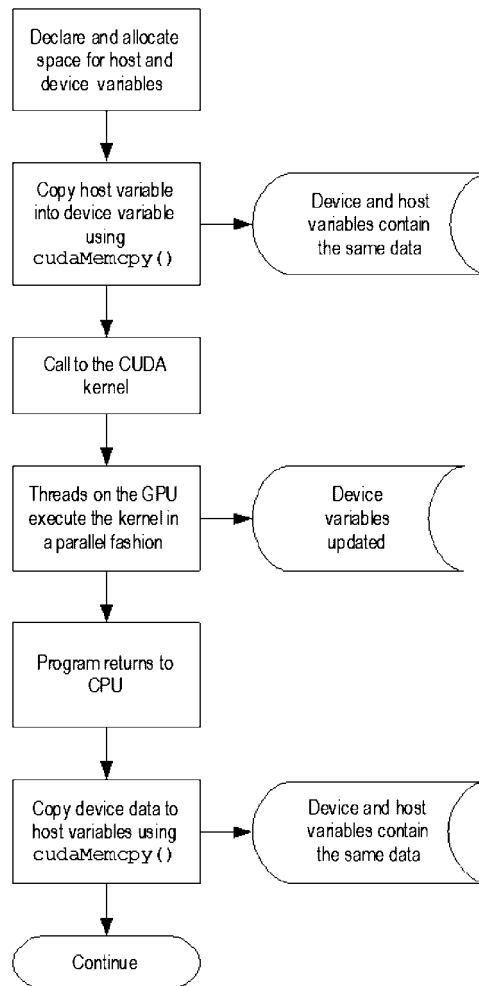 Declare and allocate
space for host and
device variables
Copy host variable
into device variable
using
cudaMemcpy()
Device and host
variables contain
the same data
Call to the CUDA
kernel
Threads on the GPU
execute the kernel in
a parallel fashion
Device
variables
updated
Program returns to
CPU
Copy device data to
host variables using
cudaMemcpy()
Device and host
variables contain
the same data
Continue